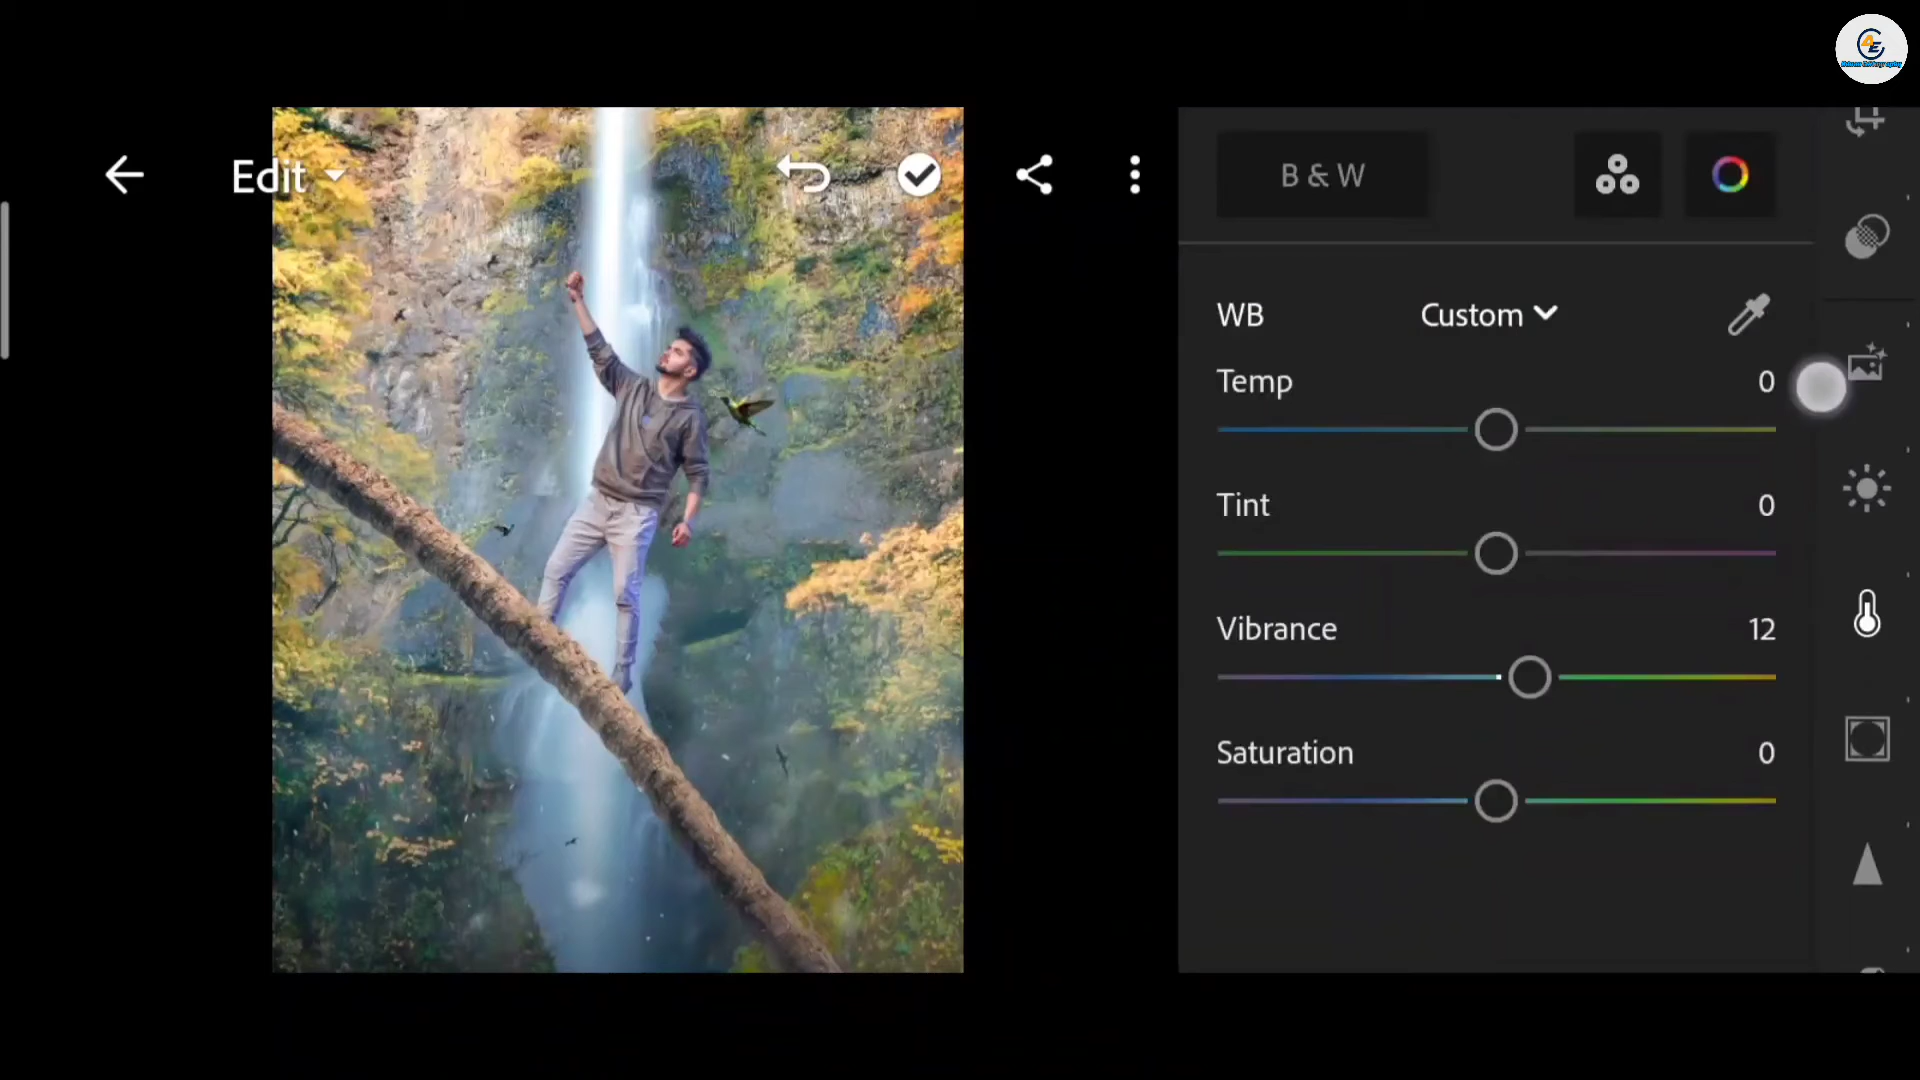 Edit
B & W
WB Custom
Temp 0
Tint 0
Vibrance 12
Saturation 0